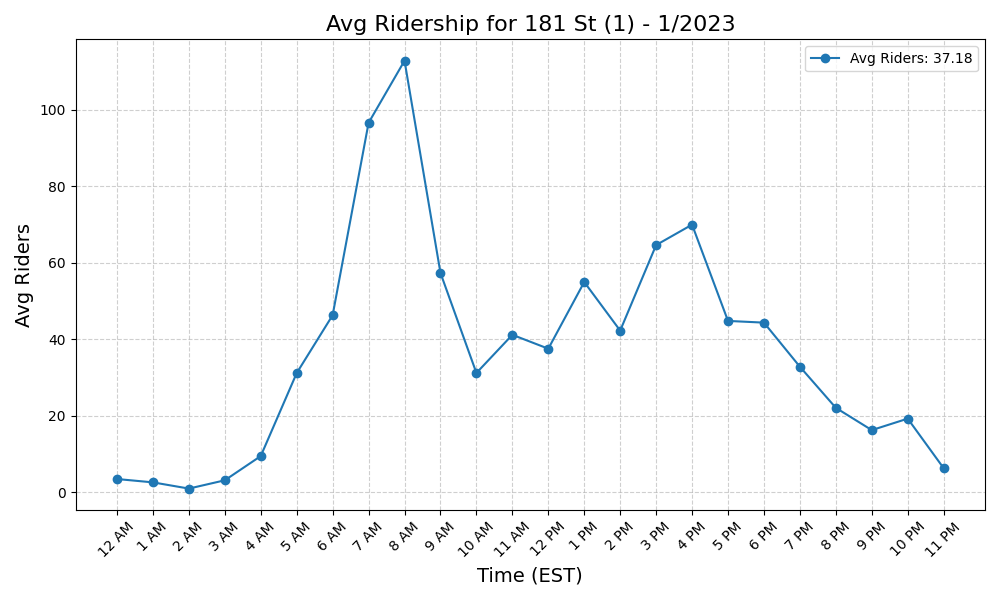 Avg Ridership for 181 St (1) - 1/2023
Avg Riders: 37.18
Avg Riders
100
80
60
40
20
0
12 AM
1 AM
2 AM
3 AM
4 AM
5 AM
6 AM
7 AM
8 AM
9 AM
10 AM
11 AM
12 PM
1 PM
2 PM
3 PM
4 PM
5 PM
6 PM
7 PM
8 PM
9 PM
10 PM
11 PM
Time (EST)